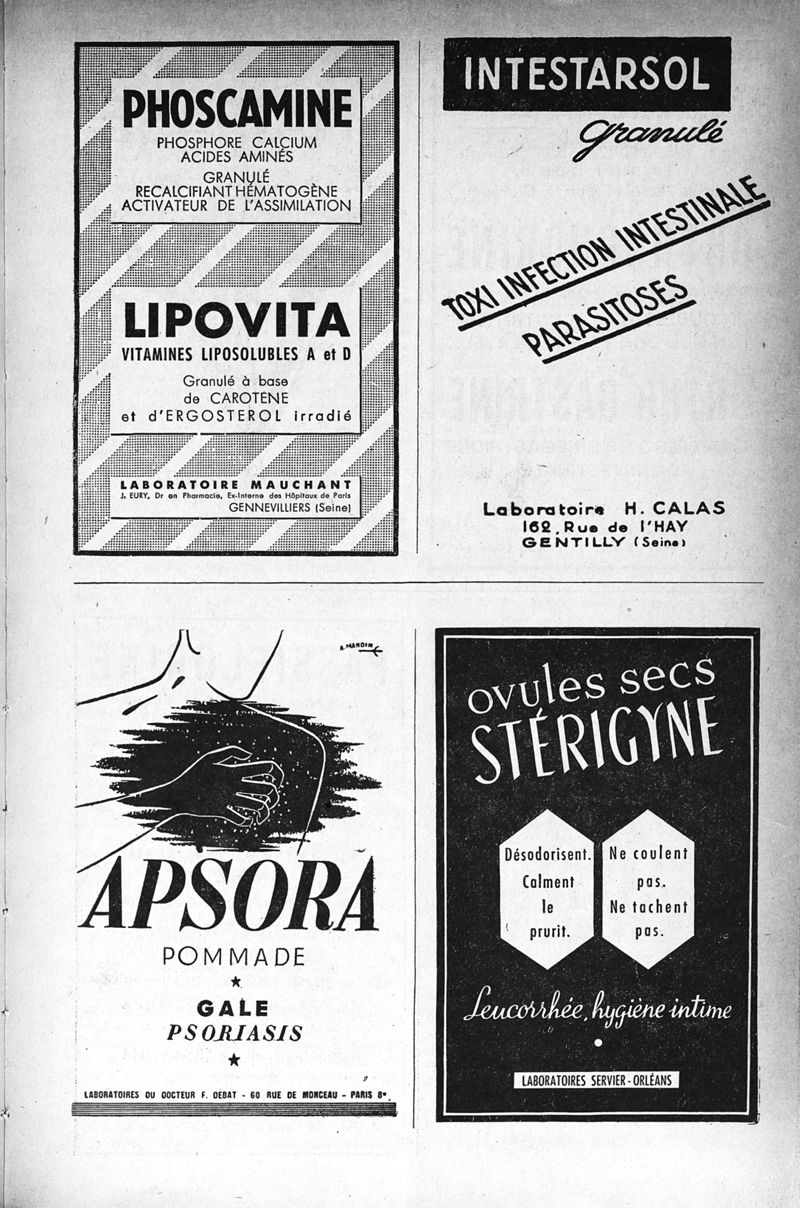 PHOSCAMINE
PHOSPHORE CALCIUM
ACIDES AMINÉS
GRANULÉ
RECALCIFIANT HÉMATOGÈNE
ACTIVATEUR DE L'ASSIMILATION
LIPOVITA
VITAMINES LIPOSOLUBLES A et D
Granulé à base
de CAROTÈNE
et d'ERGOSTEROL irradié
LABORATOIRE MAUCHANT
J. EURY, Dr en Pharmacie, Ex-Interne des Hôpitaux de Paris
GENNEVILLIERS (Seine)
INTESTARSOL
granulé
TOXI INFECTION INTESTINALE
PARASITOSES
Laboratoire H. CALAS
162, Rue de l'HAY
GENTILLY (Seine)
A. MARDIN
APSORA
POMMADE
GALE
PSORIASIS
LABORATOIRES DU DOCTEUR F. DEBAT - 60 RUE DE MONCEAU - PARIS 8e
ovules secs
STÉRIGYNE
Désodorisent.
Calment
le
prurit.
Ne coulent
pas.
Ne tachent
pas.
Leucorrhée, hygiène intime
LABORATOIRES SERVIER - ORLÉANS